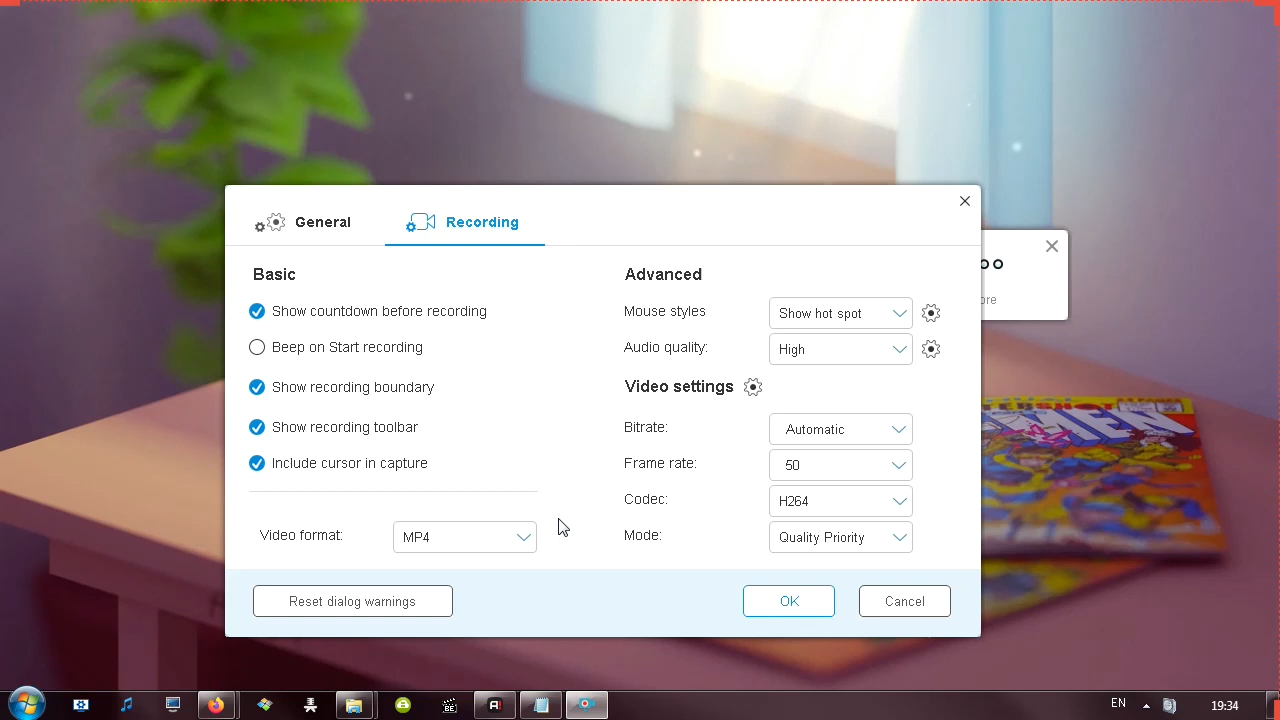 General
Recording
Basic
Show countdown before recording
Beep on Start recording
Show recording boundary
Show recording toolbar
Include cursor in capture
Video format:
MP4
Advanced
Mouse styles
Show hot spot
Audio quality:
High
Video settings
Bitrate:
Automatic
Frame rate:
50
Codec:
H264
Mode:
Quality Priority
Reset dialog warnings
OK
Cancel
EN
19:34